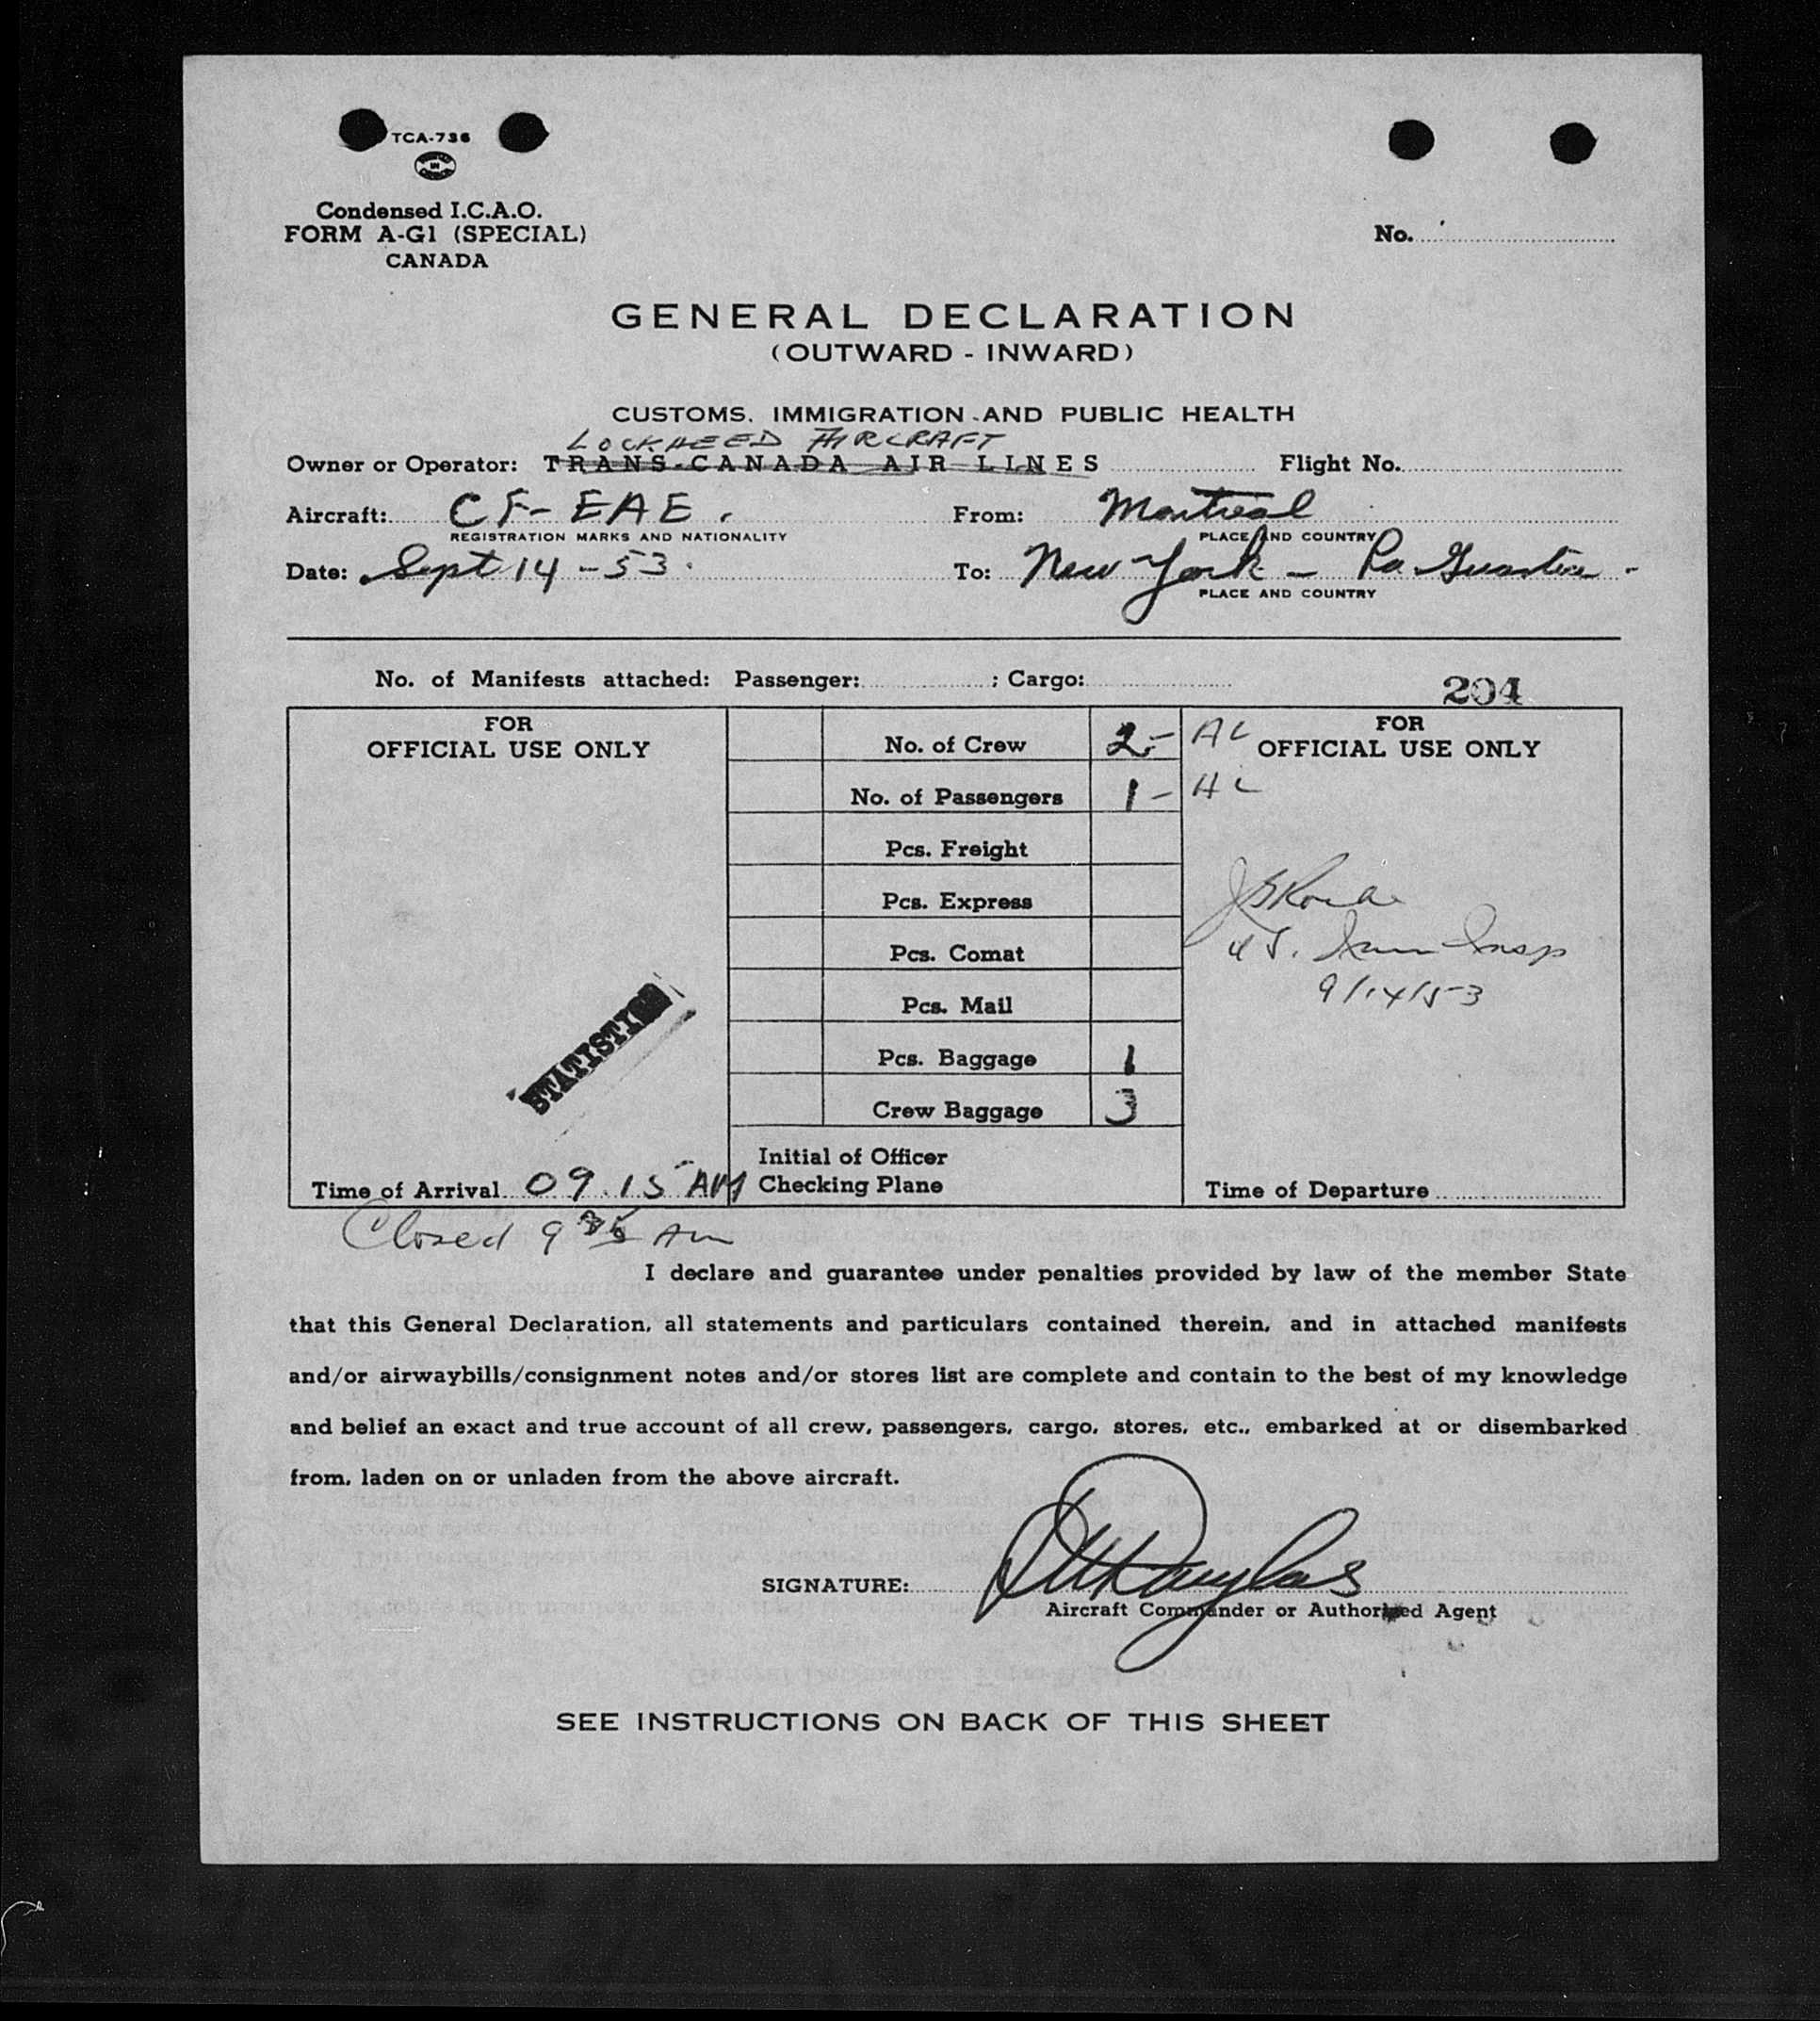 TCA-736
Condensed I.C.A.O.
FORM A-G1 (SPECIAL)
CANADA
No.
GENERAL DECLARATION
(OUTWARD - INWARD)
CUSTOMS, IMMIGRATION AND PUBLIC HEALTH
LOCKHEED AIRCRAFT
Owner or Operator: TRANS-CANADA AIR LINES Flight No.
Aircraft: CF-EAE. From: Montreal
REGISTRATION MARKS AND NATIONALITY PLACE AND COUNTRY
Date: Sept 14-53. To: New York - La Guardia -
PLACE AND COUNTRY
No. of Manifests attached: Passenger: ; Cargo:
204
FOR
OFFICIAL USE ONLY
STATISTICS
Time of Arrival 09.15 AM
Closed 9 35 AM
No. of Crew 2-
No. of Passengers 1-
Pcs. Freight
Pcs. Express
Pcs. Comat
Pcs. Mail
Pcs. Baggage 1
Crew Baggage 3
Initial of Officer
Checking Plane
AL
FOR
OFFICIAL USE ONLY
AL
US. Imm Insp
9/14/53
Time of Departure
I declare and guarantee under penalties provided by law of the member State
that this General Declaration, all statements and particulars contained therein, and in attached manifests
and/or airwaybills/consignment notes and/or stores list are complete and contain to the best of my knowledge
and belief an exact and true account of all crew, passengers, cargo, stores, etc., embarked at or disembarked
from, laden on or unladen from the above aircraft.
SIGNATURE: Douglas
Aircraft Commander or Authorized Agent
SEE INSTRUCTIONS ON BACK OF THIS SHEET